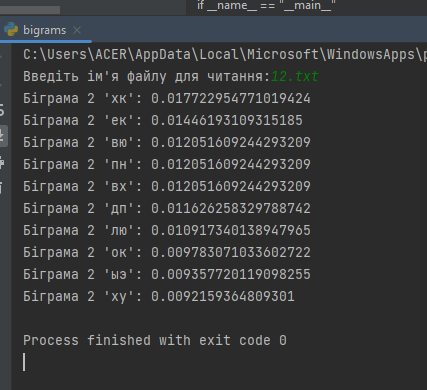 if __name__ == "__main__"
bigrams
C:\Users\ACER\AppData\Local\Microsoft\WindowsApps\p
Введіть ім'я файлу для читання:12.txt
Біграма 2 'хк': 0.017722954771019424
Біграма 2 'ек': 0.01446193109315185
Біграма 2 'вю': 0.012051609244293209
Біграма 2 'пн': 0.012051609244293209
Біграма 2 'вх': 0.012051609244293209
Біграма 2 'дп': 0.011626258329788742
Біграма 2 'лю': 0.010917340138947965
Біграма 2 'ок': 0.009783071033602722
Біграма 2 'ыэ': 0.009357720119098255
Біграма 2 'ху': 0.0092159364809301
Process finished with exit code 0